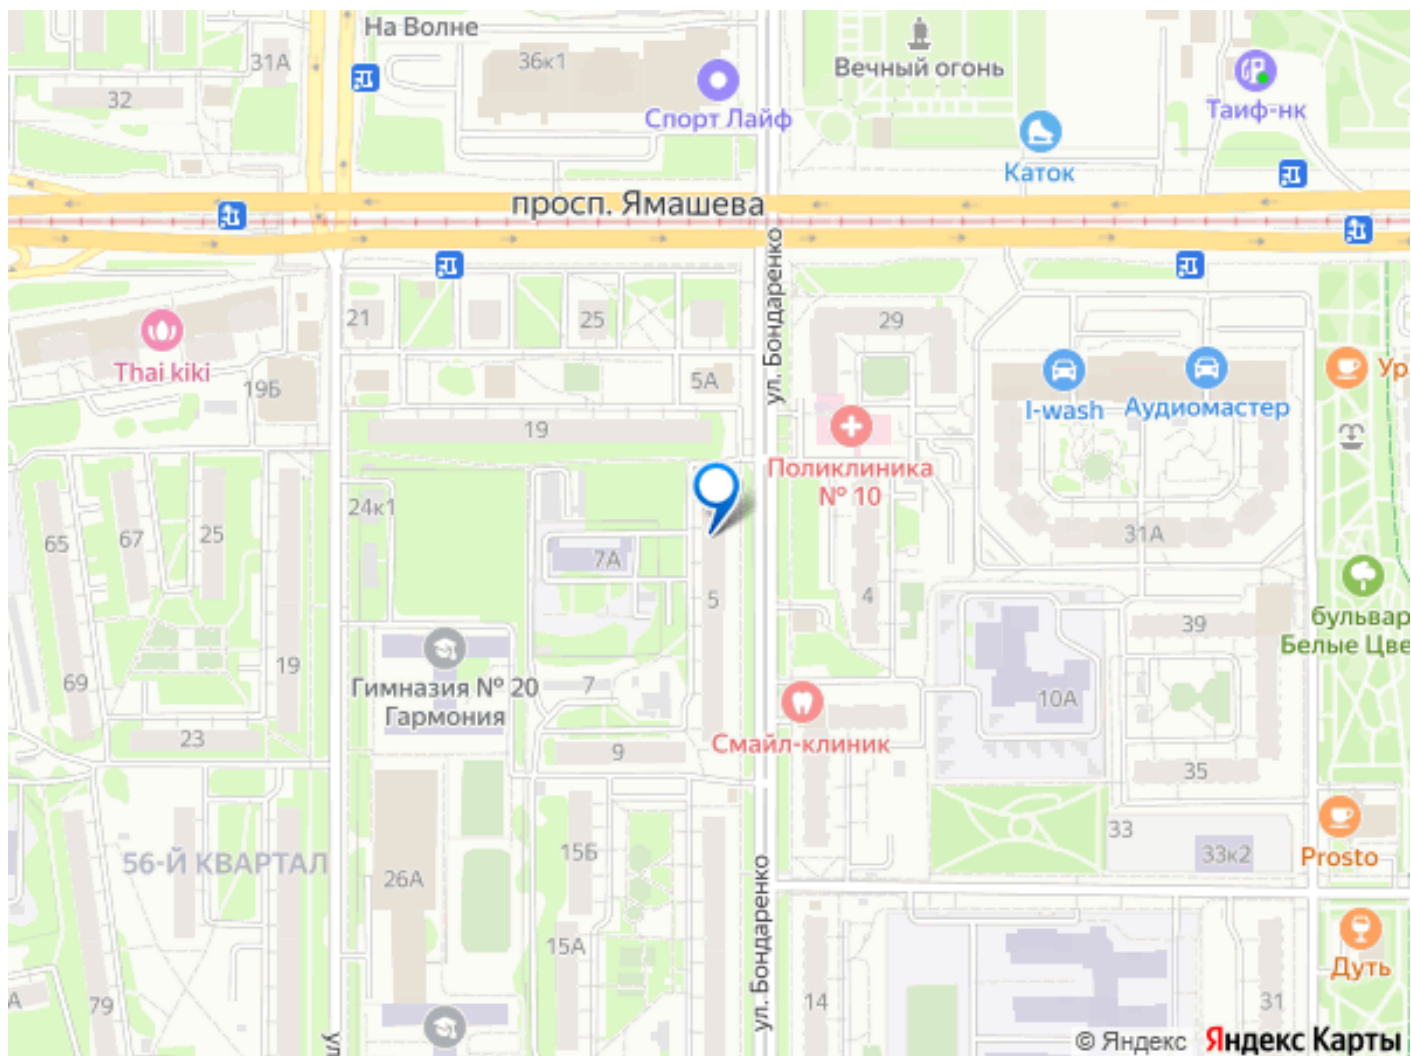 На Волне
31А
36к1
Вечный огонь
32
Спорт Лайф
Таиф-нк
Каток
просп. Ямашева
ул. Бондаренко
21
25
29
Thai kiki
19Б
5А
I-wash
Аудиомастер
Ур
19
Поликлиника
№ 10
24к1
25
67
65
7А
31А
5
4
39
бульвар
Белые Цве
19
69
Гимназия № 20
Гармония
7
10А
23
9
Смайл-клиник
35
33
33к2
Prosto
56-Й КВАРТАЛ
15Б
26А
ул. Бондаренко
15А
Дуть
А
79
14
31
ул
© Яндекс Яндекс Карты